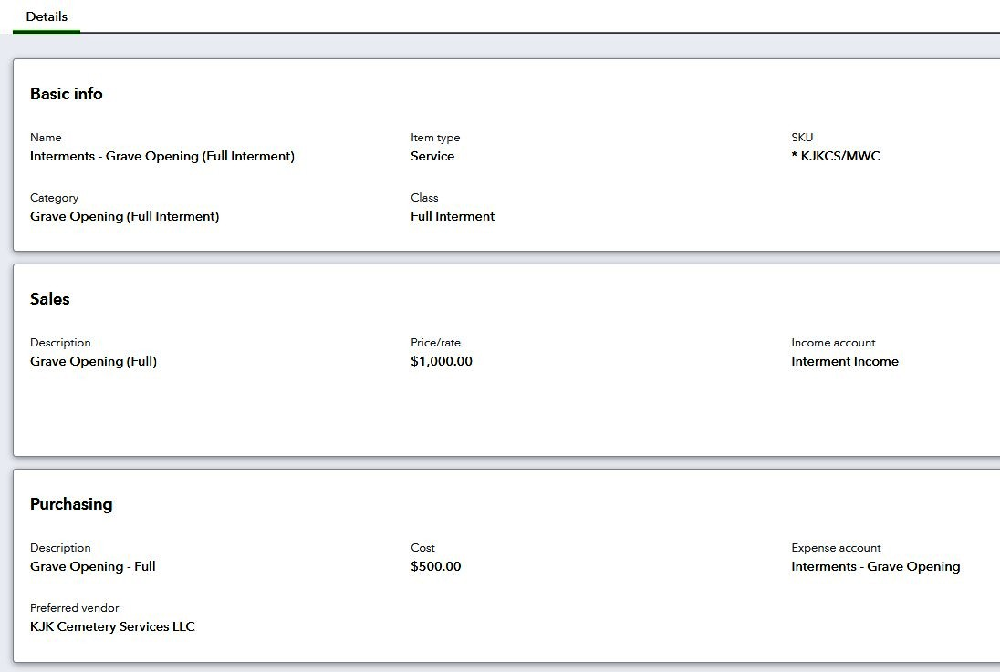 Details
Basic info
Name Item type SKU
Interments - Grave Opening (Full Interment) Service * KJKCS/MWC
Category Class
Grave Opening (Full Interment) Full Interment
Sales
Description Price/rate Income account
Grave Opening (Full) $1,000.00 Interment Income
Purchasing
Description Cost Expense account
Grave Opening - Full $500.00 Interments - Grave Opening
Preferred vendor
KJK Cemetery Services LLC